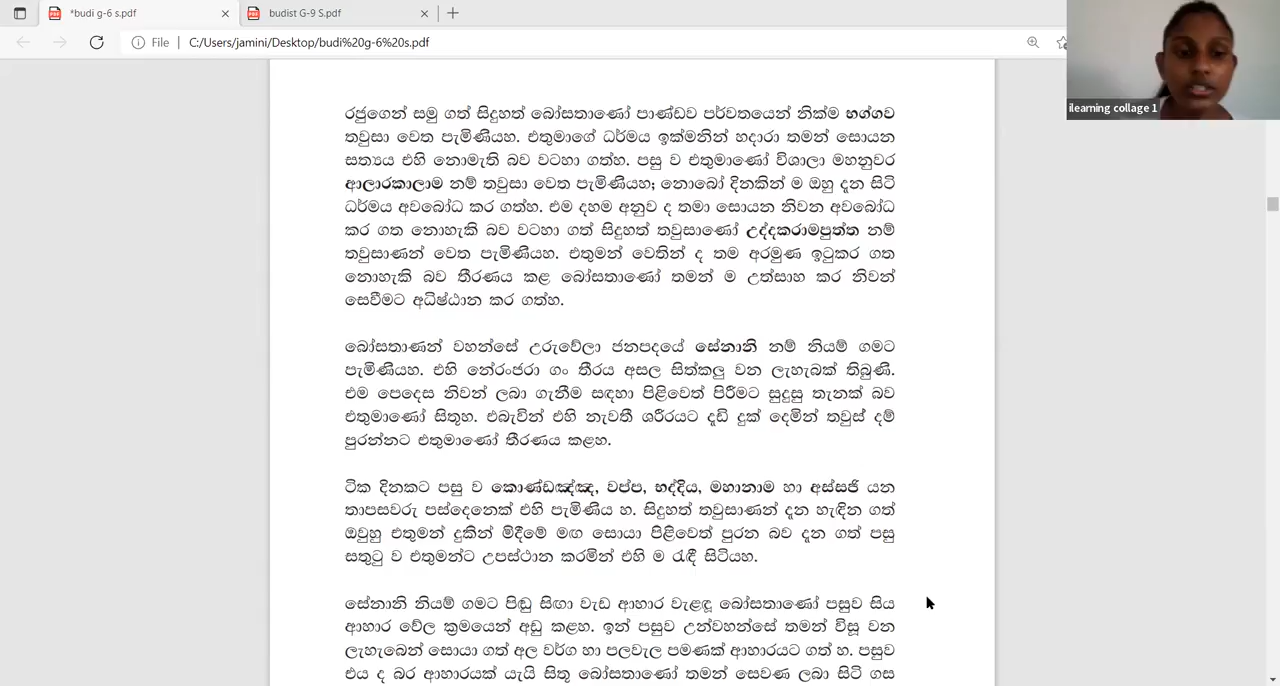 *budi g-6 s.pdf
budist G-9 S.pdf
File
C:/Users/jamini/Desktop/budi%20g-6%20s.pdf
ilearning collage 1
රජුගෙන් සමු ගත් සිදුහත් බෝසතාණෝ පාණ්ඩව පර්වතයෙන් නික්ම භග්ගව
තවුසා වෙත පැමිණියහ. එතුමාගේ ධර්මය ඉක්මනින් හදාරා තමන් සොයන
සත්‍යය එහි නොමැති බව වටහා ගත්හ. පසු ව එතුමාණෝ විශාලා මහනුවර
ආලාරකාලාම නම් තවුසා වෙත පැමිණියහ; නොබෝ දිනකින් ම ඔහු දැන සිටි
ධර්මය අවබෝධ කර ගත්හ. එම දහම අනුව ද තමා සොයන නිවන අවබෝධ
කර ගත නොහැකි බව වටහා ගත් සිදුහත් තවුසාණෝ උද්දකරාමපුත්ත නම්
තවුසාණන් වෙත පැමිණියහ. එතුමන් වෙතින් ද තම අරමුණ ඉටුකර ගත
නොහැකි බව තීරණය කළ බෝසතාණෝ තමන් ම උත්සාහ කර නිවන්
සෙවීමට අධිෂ්ඨාන කර ගත්හ.
බෝසතාණන් වහන්සේ උරුවේලා ජනපදයේ සේනානි නම් නියම් ගමට
පැමිණියහ. එහි නේරංජරා ගං තීරය අසල සිත්කලු වන ලැහැබක් තිබුණි.
එම පෙදෙස නිවන් ලබා ගැනීම සඳහා පිළිවෙත් පිරීමට සුදුසු තැනක් බව
එතුමාණෝ සිතූහ. එබැවින් එහි නැවතී ශරීරයට දැඩි දුක් දෙමින් තවුස් දම්
පුරන්නට එතුමාණෝ තීරණය කළහ.
ටික දිනකට පසු ව කොණ්ඩඤ්ඤ, වප්ප, භද්දිය, මහානාම හා අස්සජි යන
තාපසවරු පස්දෙනෙක් එහි පැමිණිය හ. සිදුහත් තවුසාණන් දැන හැඳින ගත්
ඔවුහු එතුමන් දුකින් මිදීමේ මඟ සොයා පිළිවෙත් පුරන බව දැන ගත් පසු
සතුටු ව එතුමන්ට උපස්ථාන කරමින් එහි ම රැඳී සිටියහ.
සේනානි නියම් ගමට පිඬු සිඟා වැඩ ආහාර වැළඳූ බෝසතාණෝ පසුව සිය
ආහාර වේල ක්‍රමයෙන් අඩු කළහ. ඉන් පසුව උන්වහන්සේ තමන් විසූ වන
ලැහැබෙන් සොයා ගත් අල වර්ග හා පලවැල පමණක් ආහාරයට ගත් හ. පසුව
එය ද බර ආහාරයක් යැයි සිතූ බෝසතාණෝ තමන් සෙවණ ලබා සිටි ගස